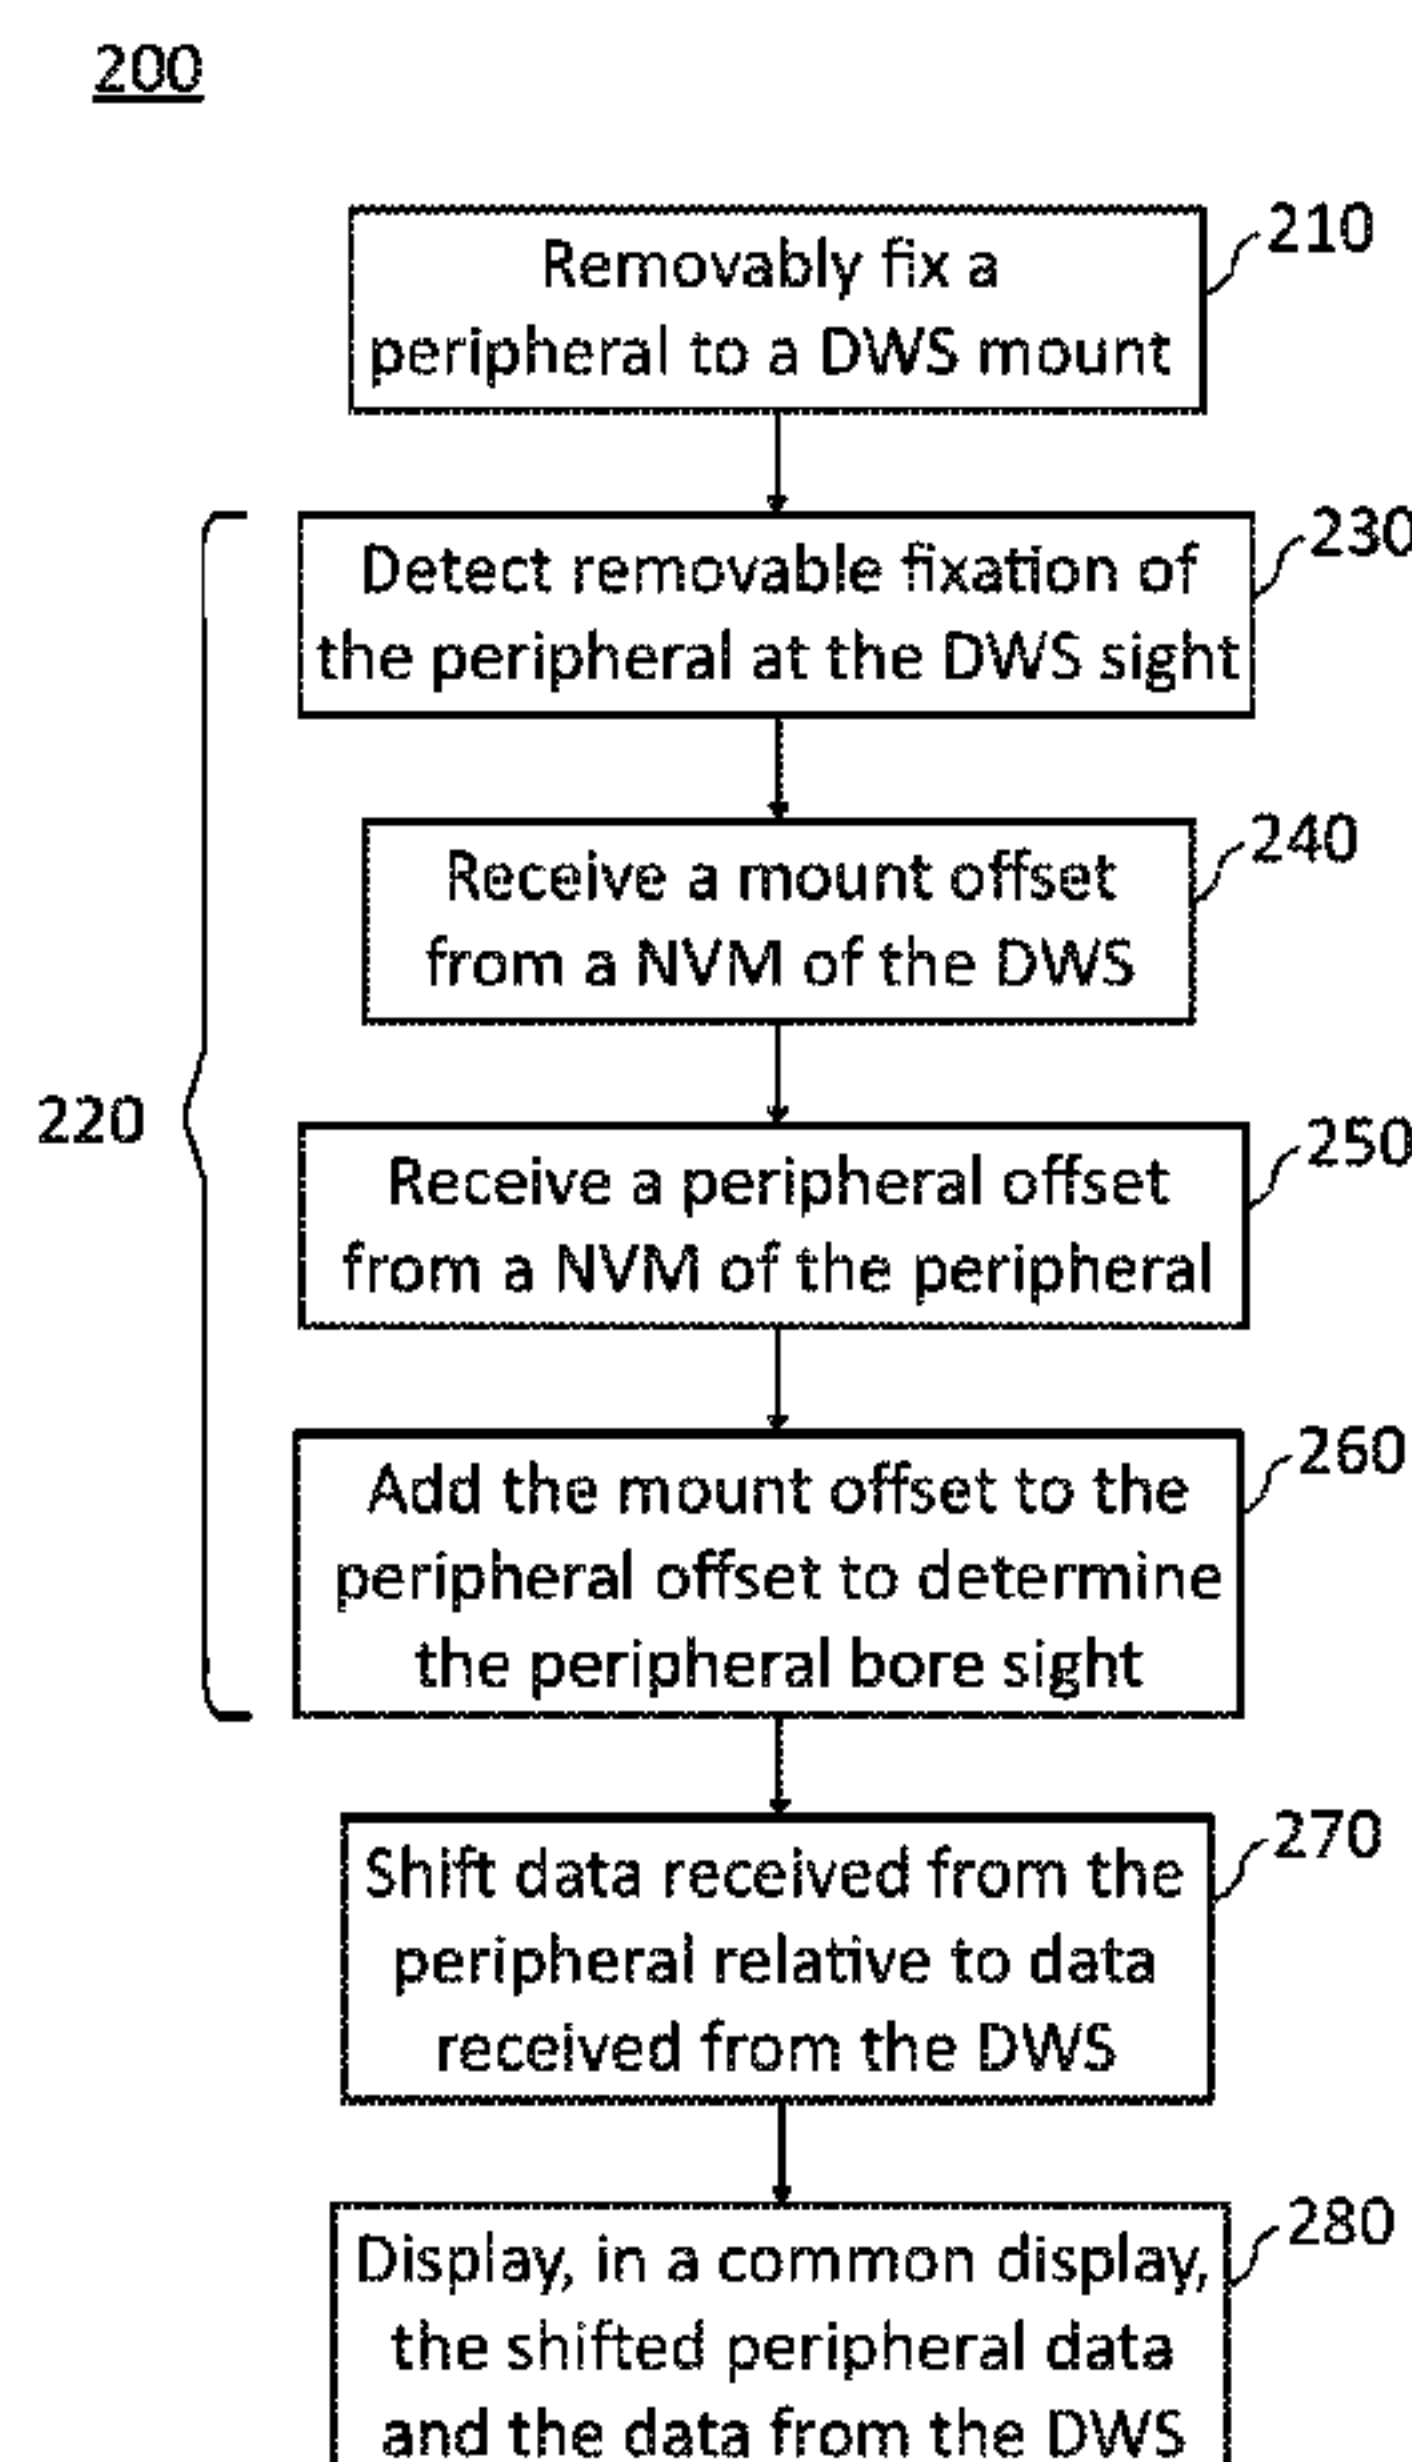 200
210
Removably fix a
peripheral to a DWS mount
230
Detect removable fixation of
the peripheral at the DWS sight
240
Receive a mount offset
from a NVM of the DWS
220
250
Receive a peripheral offset
from a NVM of the peripheral
260
Add the mount offset to the
peripheral offset to determine
the peripheral bore sight
270
Shift data received from the
peripheral relative to data
received from the DWS
280
Display, in a common display,
the shifted peripheral data
and the data from the DWS